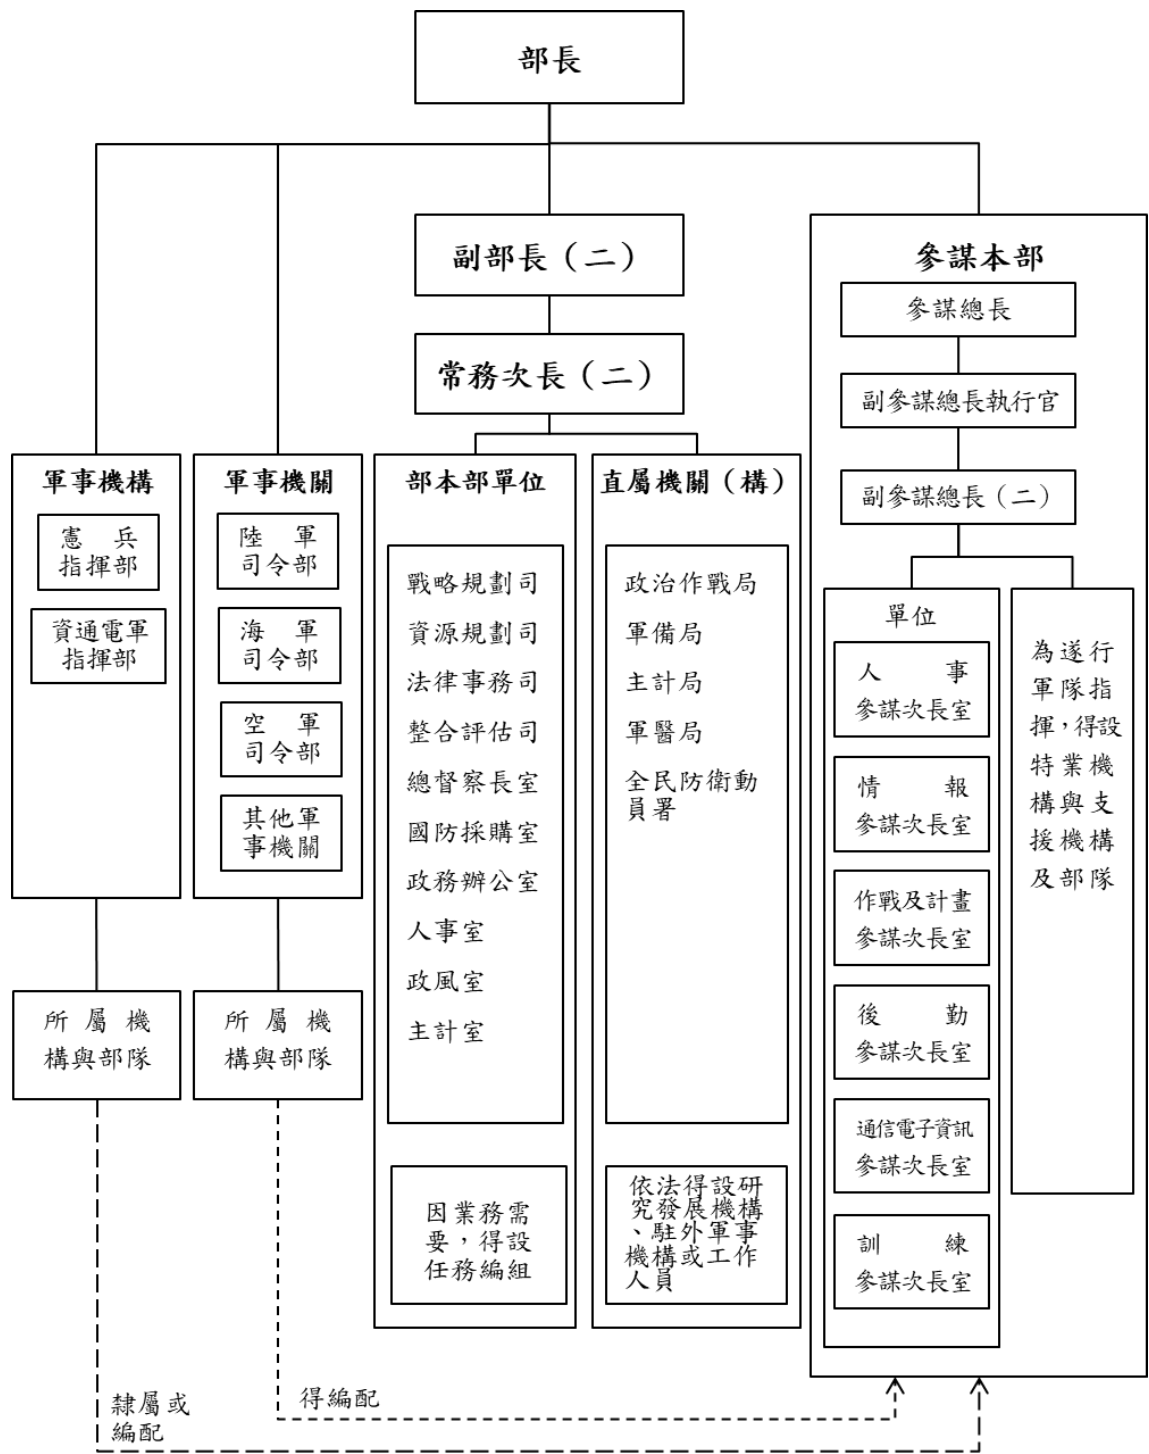 部長
副部長（二）
常務次長（二）
軍事機構
憲　兵
指揮部
資通電軍
指揮部
所屬機
構與部隊
軍事機關
陸　軍
司令部
海　軍
司令部
空　軍
司令部
其他軍
事機關
所屬機
構與部隊
部本部單位
戰略規劃司
資源規劃司
法律事務司
整合評估司
總督察長室
國防採購室
政務辦公室
人事室
政風室
主計室
因業務需
要，得設
任務編組
直屬機關（構）
政治作戰局
軍備局
主計局
軍醫局
全民防衛動
員署
依法得設研
究發展機構
、駐外軍事
機構或工作
人員
參謀本部
參謀總長
副參謀總長執行官
副參謀總長（二）
單位
人　事
參謀次長室
情　報
參謀次長室
作戰及計畫
參謀次長室
後　勤
參謀次長室
通信電子資訊
參謀次長室
訓　練
參謀次長室
為遂行
軍隊指
揮，得設
特業機
構與支
援機構
及部隊
隸屬或
編配
得編配